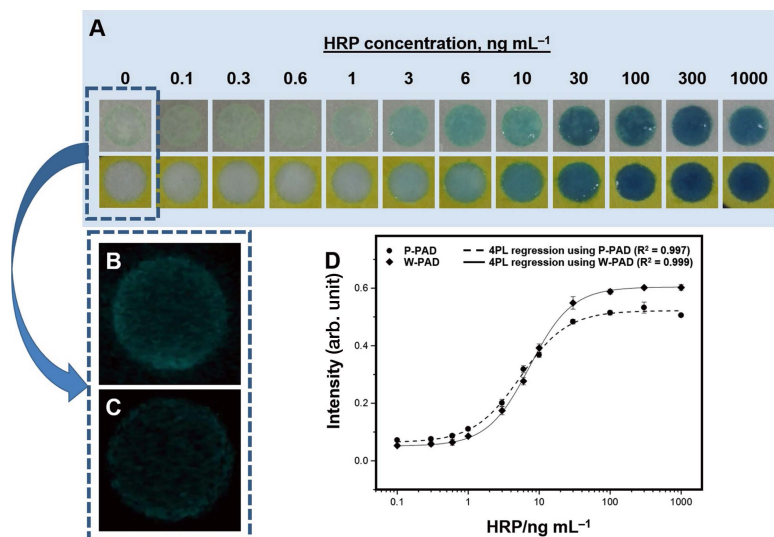 A
HRP concentration, ng mL⁻¹
0 0.1 0.3 0.6 1 3 6 10 30 100 300 1000
B
C
D
P-PAD 4PL regression using P-PAD (R² = 0.997)
W-PAD 4PL regression using W-PAD (R² = 0.999)
Intensity (arb. unit)
0.6
0.4
0.2
0.0
0.1 1 10 100 1000
HRP/ng mL⁻¹